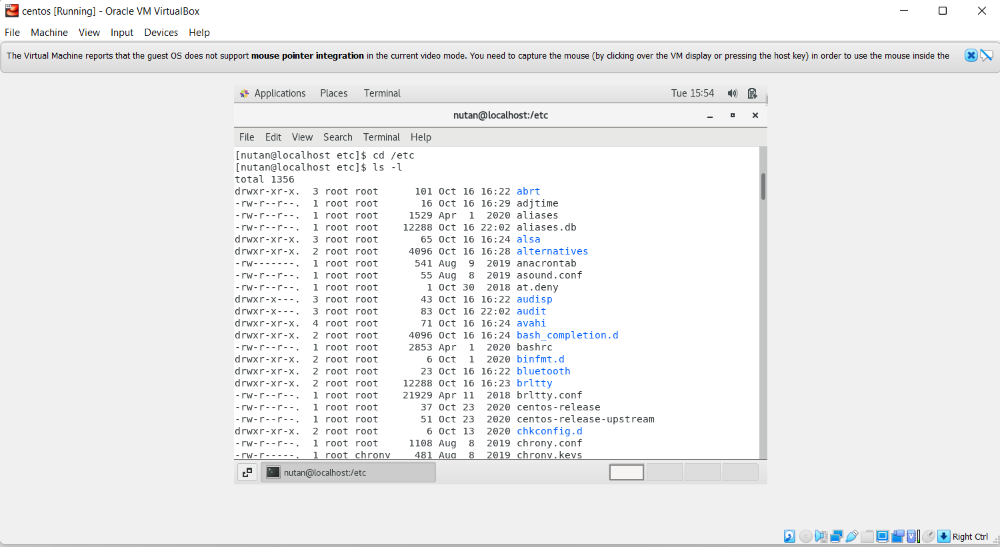 centos [Running] - Oracle VM VirtualBox
File Machine View Input Devices Help
The Virtual Machine reports that the guest OS does not support mouse pointer integration in the current video mode. You need to capture the mouse (by clicking over the VM display or pressing the host key) in order to use the mouse inside the
Applications Places Terminal Tue 15:54
nutan@localhost:/etc
File Edit View Search Terminal Help
[nutan@localhost etc]$ cd /etc
[nutan@localhost etc]$ ls -l
total 1356
drwxr-xr-x.  3 root root      101 Oct 16 16:22 abrt
-rw-r--r--.  1 root root       16 Oct 16 16:29 adjtime
-rw-r--r--.  1 root root     1529 Apr  1  2020 aliases
-rw-r--r--.  1 root root    12288 Oct 16 22:02 aliases.db
drwxr-xr-x.  3 root root       65 Oct 16 16:24 alsa
drwxr-xr-x.  2 root root     4096 Oct 16 16:28 alternatives
-rw-------.  1 root root      541 Aug  9  2019 anacrontab
-rw-r--r--.  1 root root       55 Aug  8  2019 asound.conf
-rw-r--r--.  1 root root        1 Oct 30  2018 at.deny
drwxr-x---.  3 root root       43 Oct 16 16:22 audisp
drwxr-x---.  3 root root       83 Oct 16 22:02 audit
drwxr-xr-x.  4 root root       71 Oct 16 16:24 avahi
drwxr-xr-x.  2 root root     4096 Oct 16 16:24 bash_completion.d
-rw-r--r--.  1 root root     2853 Apr  1  2020 bashrc
drwxr-xr-x.  2 root root        6 Oct  1  2020 binfmt.d
drwxr-xr-x.  2 root root       23 Oct 16 16:22 bluetooth
drwxr-xr-x.  2 root root    12288 Oct 16 16:23 brltty
-rw-r--r--.  1 root root    21929 Apr 11  2018 brltty.conf
-rw-r--r--.  1 root root       37 Oct 23  2020 centos-release
-rw-r--r--.  1 root root       51 Oct 23  2020 centos-release-upstream
drwxr-xr-x.  2 root root        6 Oct 13  2020 chkconfig.d
-rw-r--r--.  1 root root     1108 Aug  8  2019 chrony.conf
-rw-r-----.  1 root chrony    481 Aug  8  2019 chrony.keys
nutan@localhost:/etc
Right Ctrl